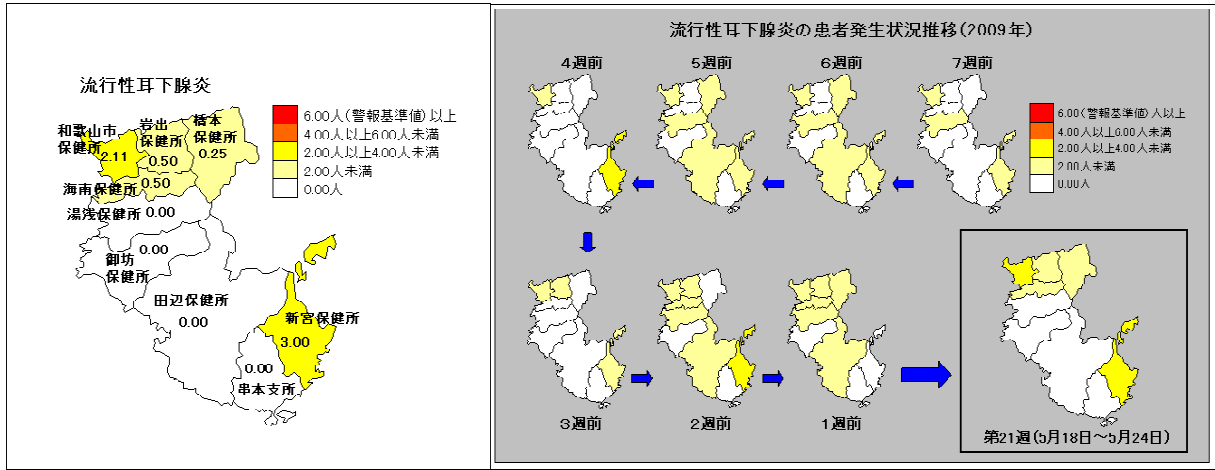 流行性耳下腺炎
和歌山市
保健所
2.11
岩出
保健所
0.50
橋本
保健所
0.25
海南保健所
0.50
湯浅保健所
0.00
御坊
保健所
0.00
田辺保健所
0.00
新宮保健所
3.00
0.00
串本支所
6.00人(警報基準値)以上
4.00人以上6.00人未満
2.00人以上4.00人未満
2.00人未満
0.00人
流行性耳下腺炎の患者発生状況推移(2009年)
4週前
5週前
6週前
7週前
6.00(警報基準値)人以上
4.00人以上6.00人未満
2.00人以上4.00人未満
2.00人未満
0.00人
3週前
2週前
1週前
第21週(5月18日～5月24日)